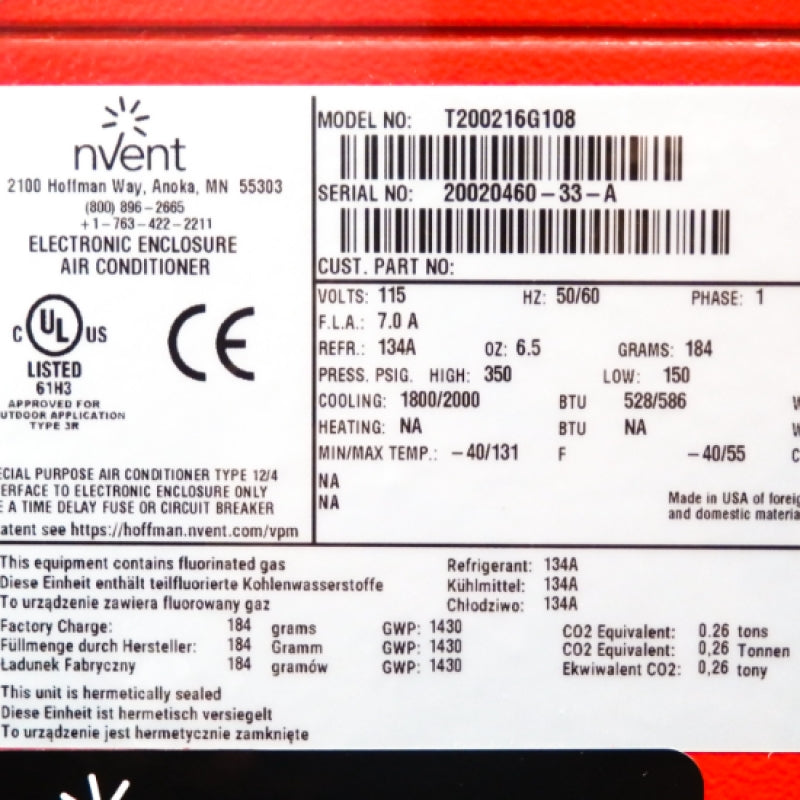 nvent
2100 Hoffman Way, Anoka, MN 55303
(800) 896-2665
+1-763-422-2211
ELECTRONIC ENCLOSURE
AIR CONDITIONER
C UL US
LISTED
61H3
APPROVED FOR
UTDOOR APPLICATION
TYPE 3R
CE
ECIAL PURPOSE AIR CONDITIONER TYPE 12/4
ERFACE TO ELECTRONIC ENCLOSURE ONLY
E A TIME DELAY FUSE OR CIRCUIT BREAKER
atent see https://hoffman.nvent.com/vpm
MODEL NO: T200216G108
SERIAL NO: 20020460-33-A
CUST. PART NO:
VOLTS: 115 HZ: 50/60 PHASE: 1
F.L.A.: 7.0 A
REFR.: 134A OZ: 6.5 GRAMS: 184
PRESS. PSIG. HIGH: 350 LOW: 150
COOLING: 1800/2000 BTU 528/586 W
HEATING: NA BTU NA W
MIN/MAX TEMP.: -40/131 F -40/55 C
NA
NA
Made in USA of foreig
and domestic materia
This equipment contains fluorinated gas Refrigerant: 134A
Diese Einheit enthält teilfluorierte Kohlenwasserstoffe Kühlmittel: 134A
To urządzenie zawiera fluorowany gaz Chłodziwo: 134A
Factory Charge: 184 grams GWP: 1430 CO2 Equivalent: 0.26 tons
Füllmenge durch Hersteller: 184 Gramm GWP: 1430 CO2 Equivalent: 0,26 Tonnen
Ładunek Fabryczny 184 gramów GWP: 1430 Ekwiwalent CO2: 0,26 tony
This unit is hermetically sealed
Diese Einheit ist hermetisch versiegelt
To urządzenie jest hermetycznie zamknięte